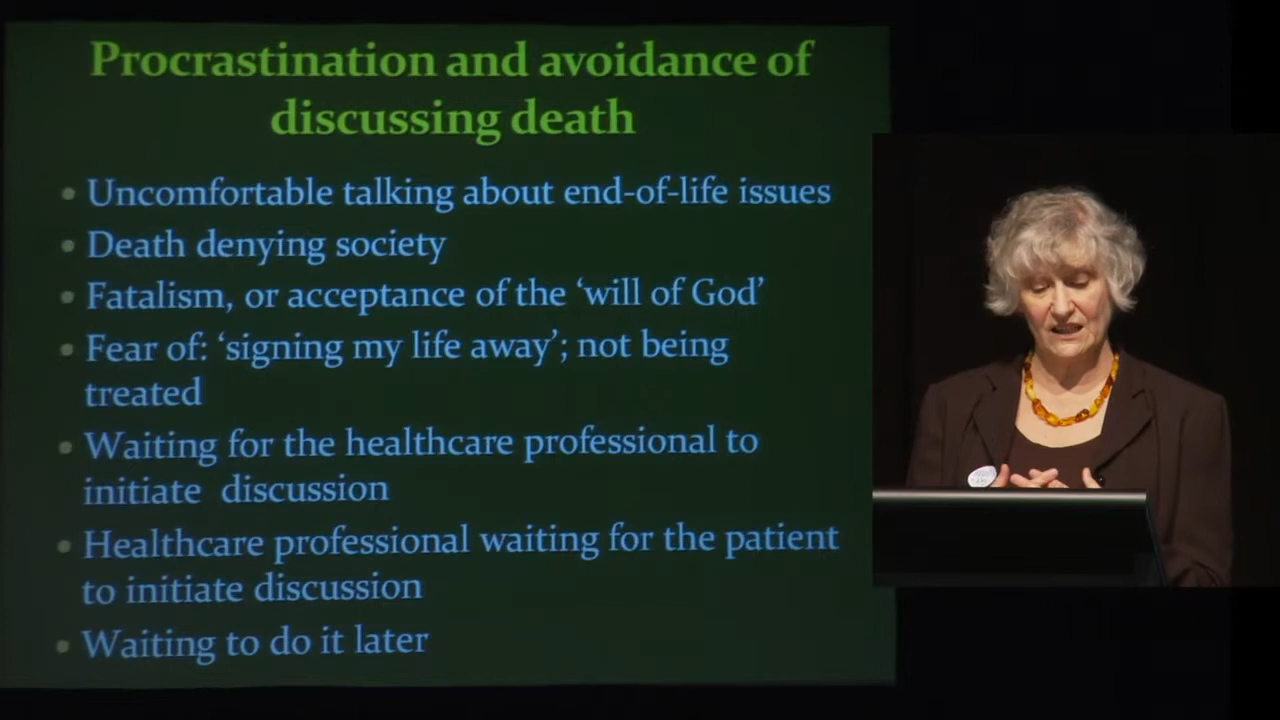 Procrastination and avoidance of
discussing death
• Uncomfortable talking about end-of-life issues
• Death denying society
• Fatalism, or acceptance of the ‘will of God’
• Fear of: ‘signing my life away’; not being
treated
• Waiting for the healthcare professional to
initiate discussion
• Healthcare professional waiting for the patient
to initiate discussion
• Waiting to do it later